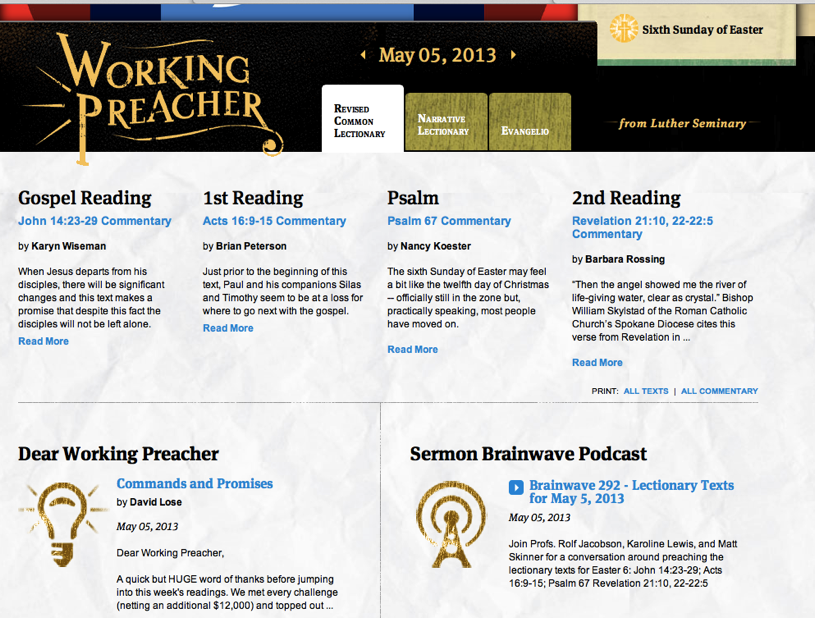 Sixth Sunday of Easter
May 05, 2013
WORKING
PREACHER
REVISED
COMMON
LECTIONARY
NARRATIVE
LECTIONARY
EVANGELIO
from Luther Seminary
Gospel Reading
John 14:23-29 Commentary
by Karyn Wiseman
When Jesus departs from his
disciples, there will be significant
changes and this text makes a
promise that despite this fact the
disciples will not be left alone.
Read More
1st Reading
Acts 16:9-15 Commentary
by Brian Peterson
Just prior to the beginning of this
text, Paul and his companions Silas
and Timothy seem to be at a loss for
where to go next with the gospel.
Read More
Psalm
Psalm 67 Commentary
by Nancy Koester
The sixth Sunday of Easter may feel
a bit like the twelfth day of Christmas
-- officially still in the zone but,
practically speaking, most people
have moved on.
Read More
2nd Reading
Revelation 21:10, 22-22:5
Commentary
by Barbara Rossing
"Then the angel showed me the river of
life-giving water, clear as crystal." Bishop
William Skylstad of the Roman Catholic
Church's Spokane Diocese cites this
verse from Revelation in ...
Read More
PRINT: ALL TEXTS | ALL COMMENTARY
Dear Working Preacher
Commands and Promises
by David Lose
May 05, 2013
Dear Working Preacher,
A quick but HUGE word of thanks before jumping
into this week's readings. We met every challenge
(netting an additional $12,000) and topped out ...
Sermon Brainwave Podcast
Brainwave 292 - Lectionary Texts
for May 5, 2013
May 05, 2013
Join Profs. Rolf Jacobson, Karoline Lewis, and Matt
Skinner for a conversation around preaching the
lectionary texts for Easter 6: John 14:23-29; Acts
16:9-15; Psalm 67 Revelation 21:10, 22-22:5